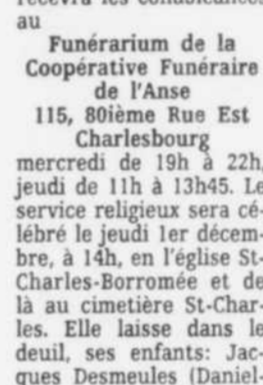 recevra les condoléances
au
Funérarium de la
Coopérative Funéraire
de l'Anse
115, 80ième Rue Est
Charlesbourg
mercredi de 19h à 22h,
jeudi de 11h à 13h45. Le
service religieux sera cé-
lébré le jeudi 1er décem-
bre, à 14h, en l'église St-
Charles-Borromée et de
là au cimetière St-Char-
les. Elle laisse dans le
deuil, ses enfants: Jac-
ques Desmeules (Daniel-